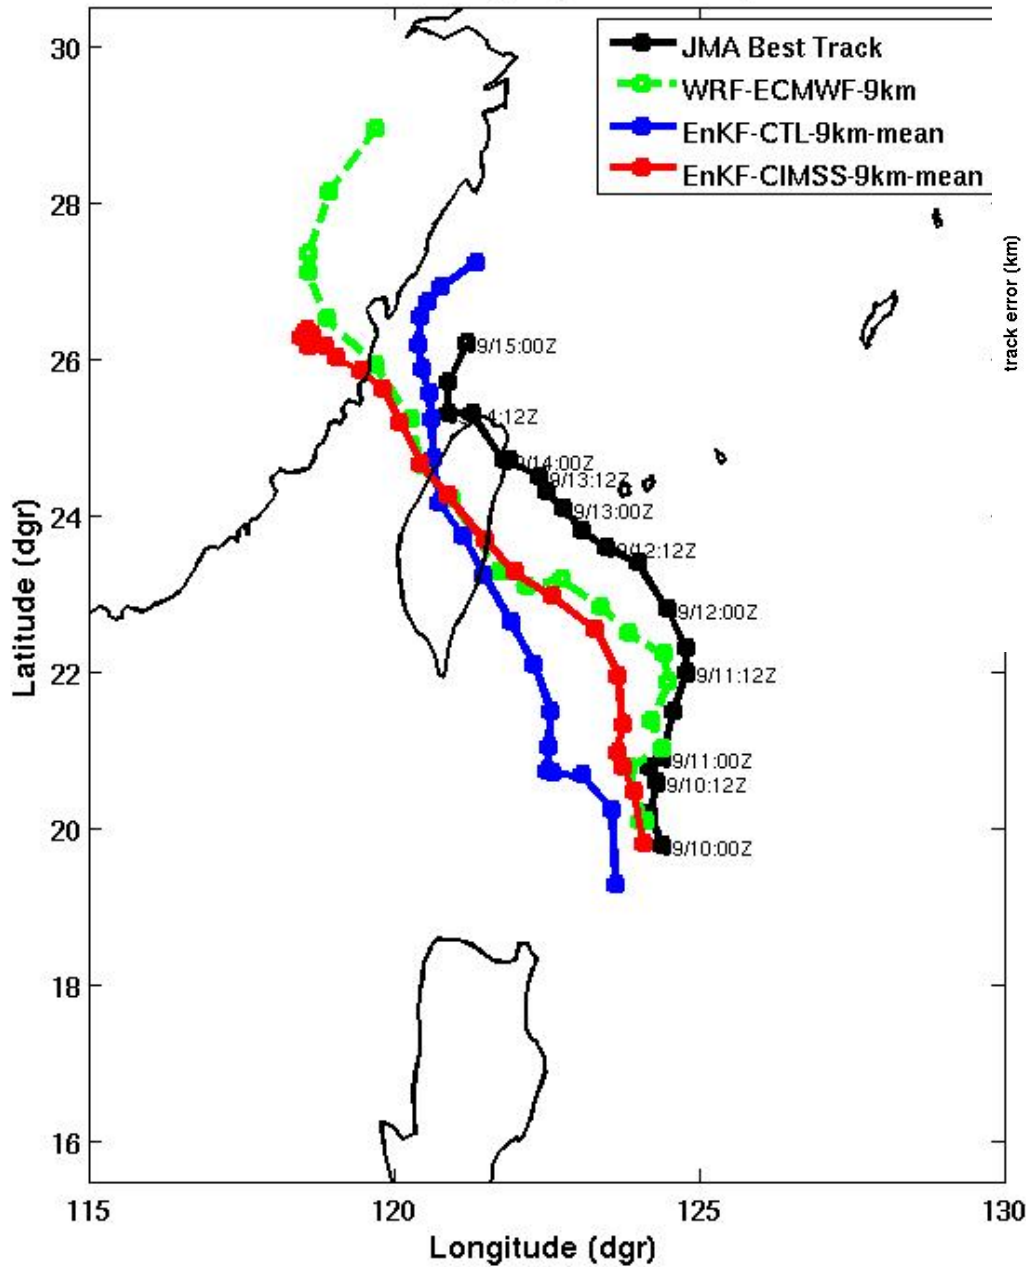 30
28
26
24
22
20
18
16
Latitude (dgr)
JMA Best Track
WRF-ECMWF-9km
EnKF-CTL-9km-mean
EnKF-CIMSS-9km-mean
track error (km)
9/15:00Z
4:12Z
9/14:00Z
9/13:12Z
9/13:00Z
9/12:12Z
9/12:00Z
9/11:12Z
9/11:00Z
9/10:12Z
9/10:00Z
115
120
125
130
Longitude (dgr)